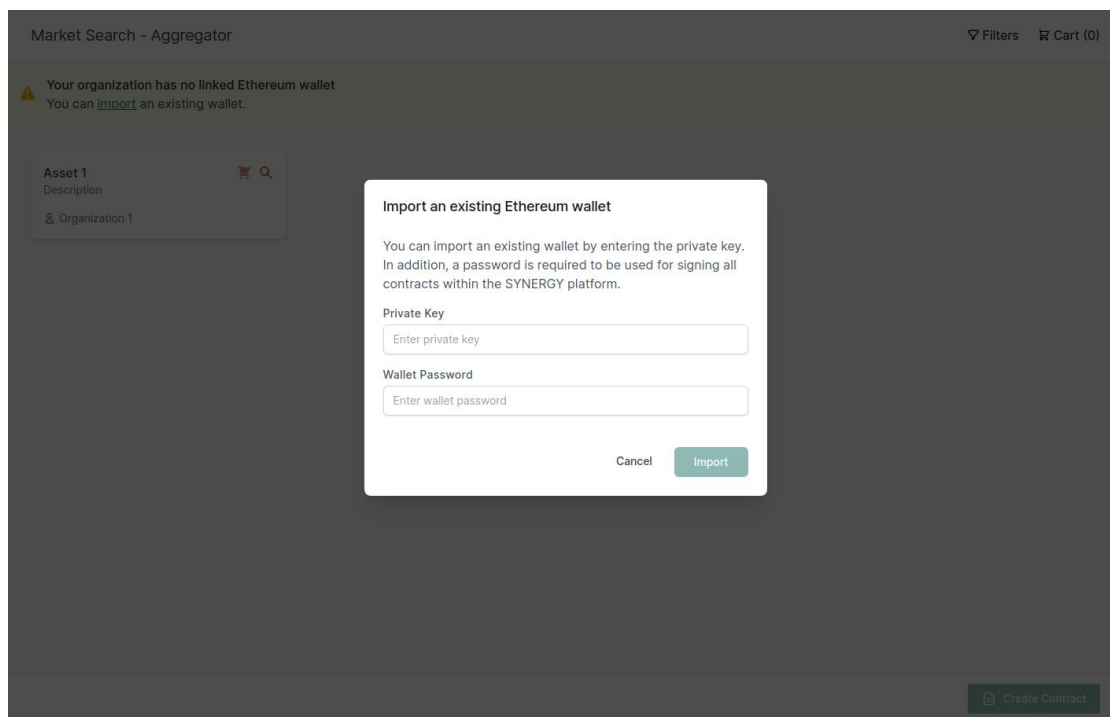 Market Search - Aggregator
Filters
Cart (0)
Your organization has no linked Ethereum wallet
You can import an existing wallet.
Asset 1
Description
Organization 1
Import an existing Ethereum wallet
You can import an existing wallet by entering the private key.
In addition, a password is required to be used for signing all
contracts within the SYNERGY platform.
Private Key
Enter private key
Wallet Password
Enter wallet password
Cancel
Import
Create Contract